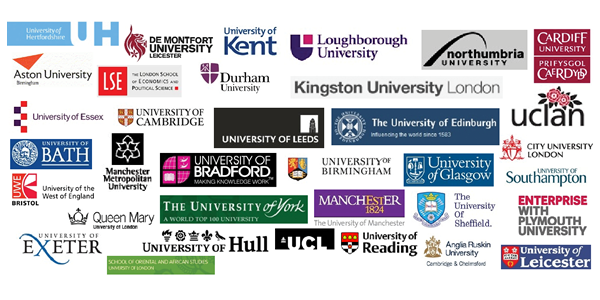 University of
Hertfordshire
UH
DE MONTFORT
UNIVERSITY
LEICESTER
University of
Kent
Loughborough
University
northumbria
UNIVERSITY
CARDIFF
UNIVERSITY
PRIFYSGOL
CAERDYDD
Aston University
Birmingham
LSE
THE LONDON SCHOOL
OF ECONOMICS AND
POLITICAL SCIENCE
Durham
University
Kingston University London
uclan
University of Essex
UNIVERSITY OF
CAMBRIDGE
UNIVERSITY OF LEEDS
The University of Edinburgh
Influencing the world since 1583
CITY UNIVERSITY
LONDON
UNIVERSITY OF
BATH
Manchester
Metropolitan
University
UNIVERSITY OF
BRADFORD
MAKING KNOWLEDGE WORK
UNIVERSITY OF
BIRMINGHAM
University
of Glasgow
UNIVERSITY OF
Southampton
UWE
BRISTOL
University of the
West of England
THE UNIVERSITY of York
A WORLD TOP 100 UNIVERSITY
MANCHESTER
1824
The University of Manchester
The
University
Of
Sheffield.
ENTERPRISE
WITH
PLYMOUTH
UNIVERSITY
Queen Mary
University of London
UNIVERSITY OF
EXETER
UNIVERSITY OF Hull
UCL
University of
Reading
Anglia Ruskin
University
Cambridge & Chelmsford
University of
Leicester
SCHOOL OF ORIENTAL AND AFRICAN STUDIES
UNIVERSITY OF LONDON